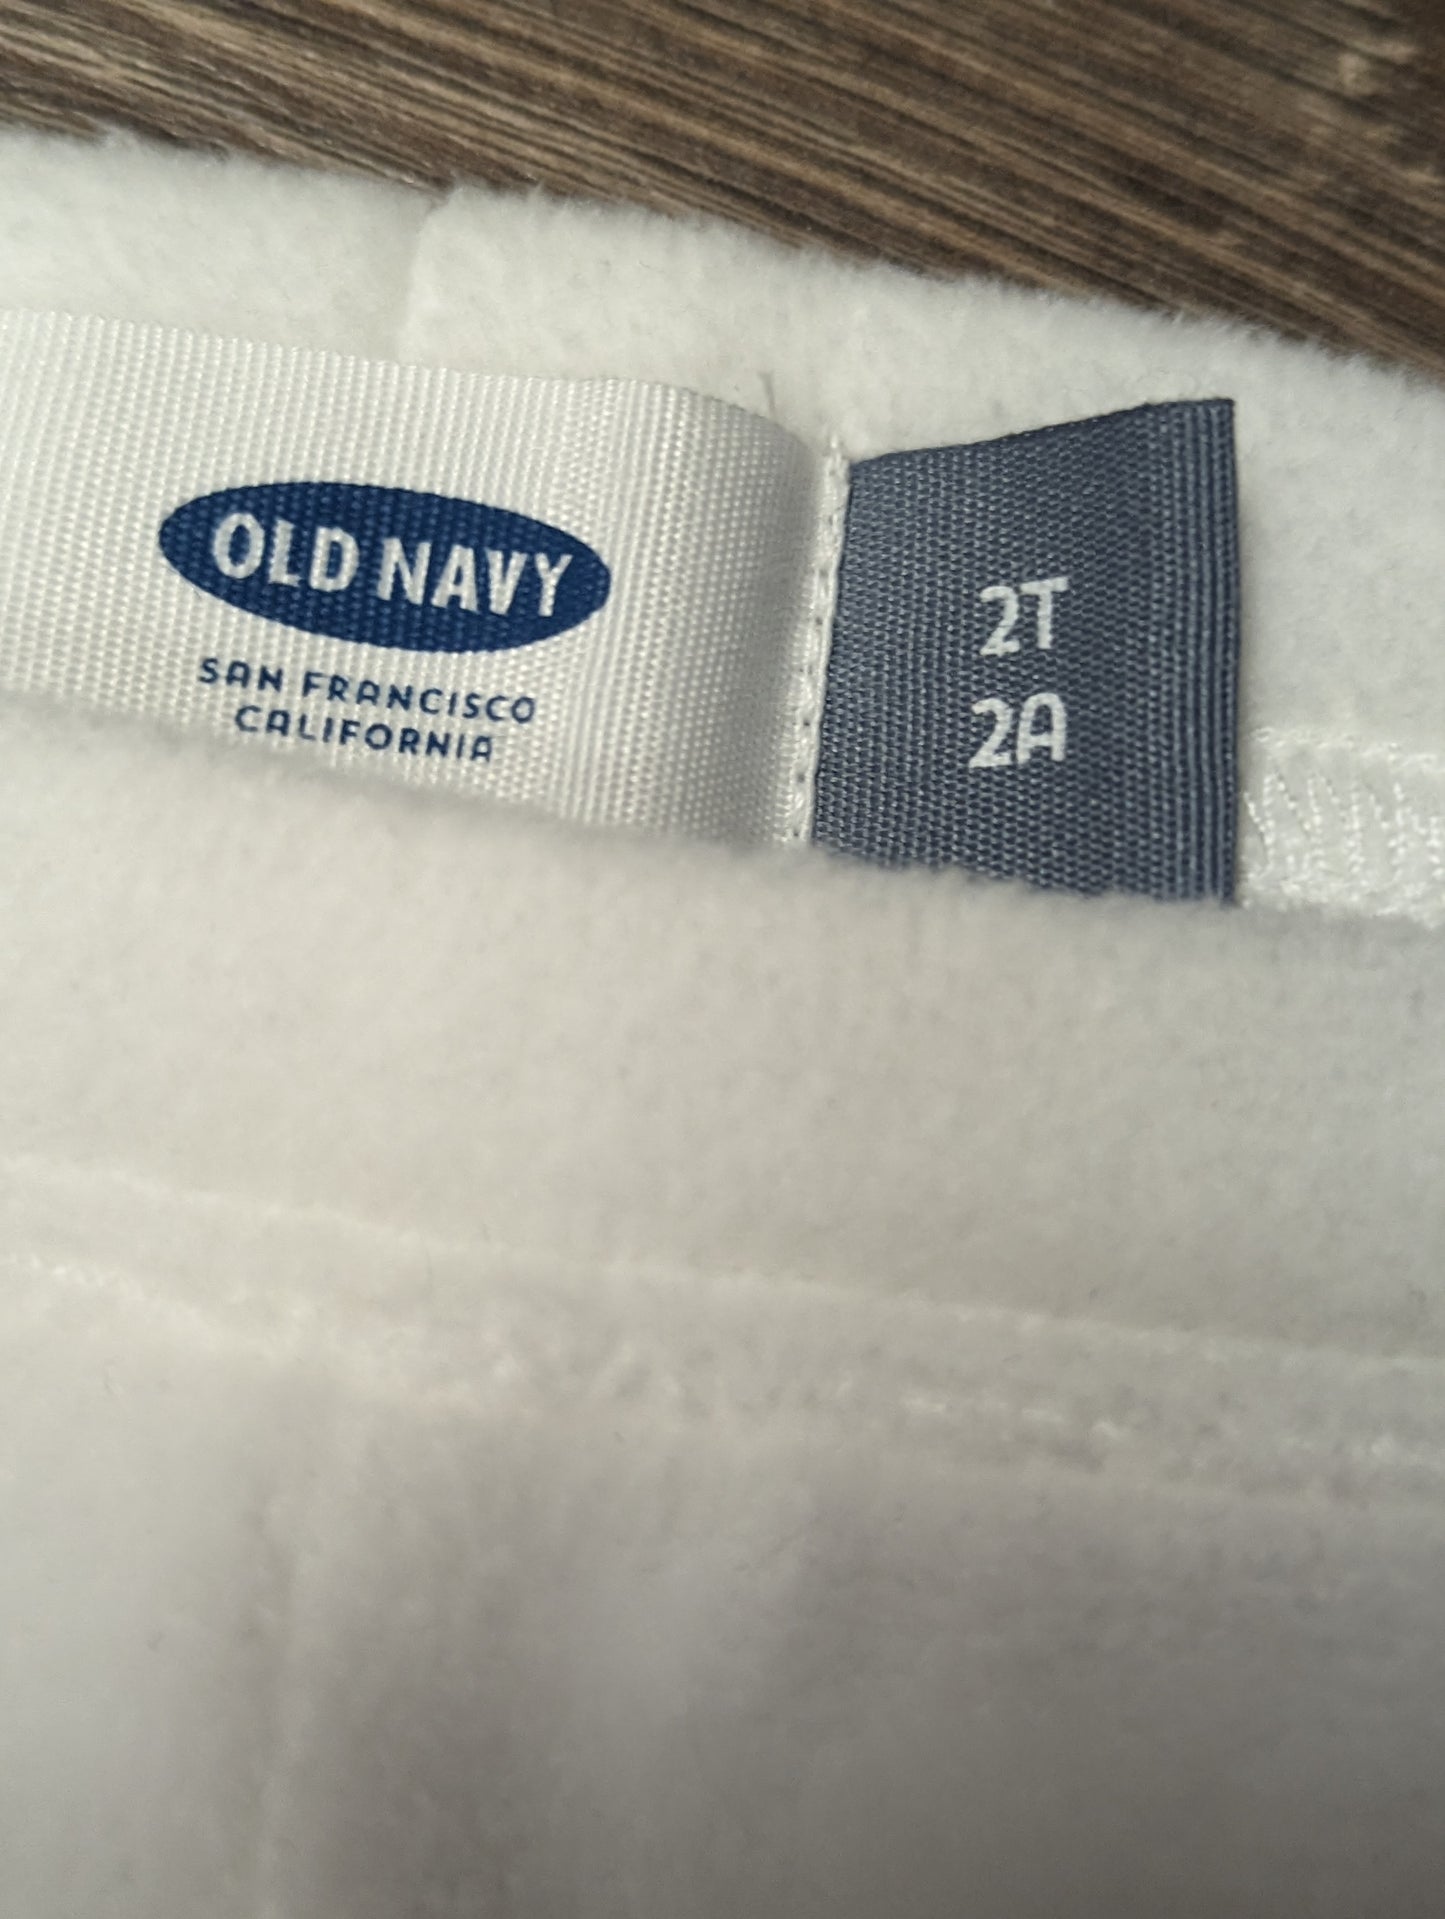 OLD NAVY
SAN FRANCISCO
CALIFORNIA
2T
2A